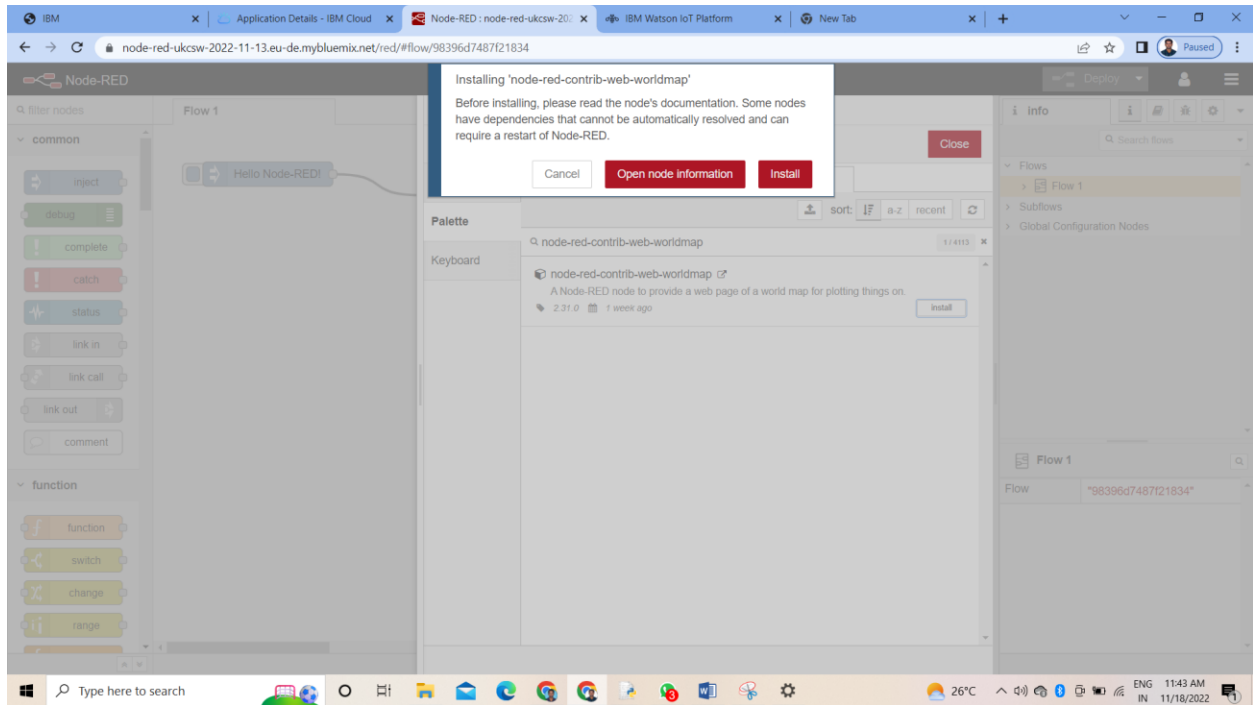 IBM
Application Details - IBM Cloud
Node-RED : node-red-ukcsw-202
IBM Watson IoT Platform
New Tab
node-red-ukcsw-2022-11-13.eu-de.mybluemix.net/red/#flow/98396d7487f21834
Paused
Node-RED
Deploy
Installing 'node-red-contrib-web-worldmap'
Before installing, please read the node's documentation. Some nodes
have dependencies that cannot be automatically resolved and can
require a restart of Node-RED.
Cancel
Open node information
Install
Close
filter nodes
Flow 1
common
inject
debug
complete
catch
status
link in
link call
link out
comment
function
function
switch
change
range
Hello Node-RED!
Palette
Keyboard
sort:
a-z
recent
node-red-contrib-web-worldmap
1 / 4113
node-red-contrib-web-worldmap
A Node-RED node to provide a web page of a world map for plotting things on.
2.31.0
1 week ago
install
i info
Search flows
Flows
Flow 1
Subflows
Global Configuration Nodes
Flow 1
Flow
"98396d7487f21834"
Type here to search
26°C
ENG
IN
11:43 AM
11/18/2022